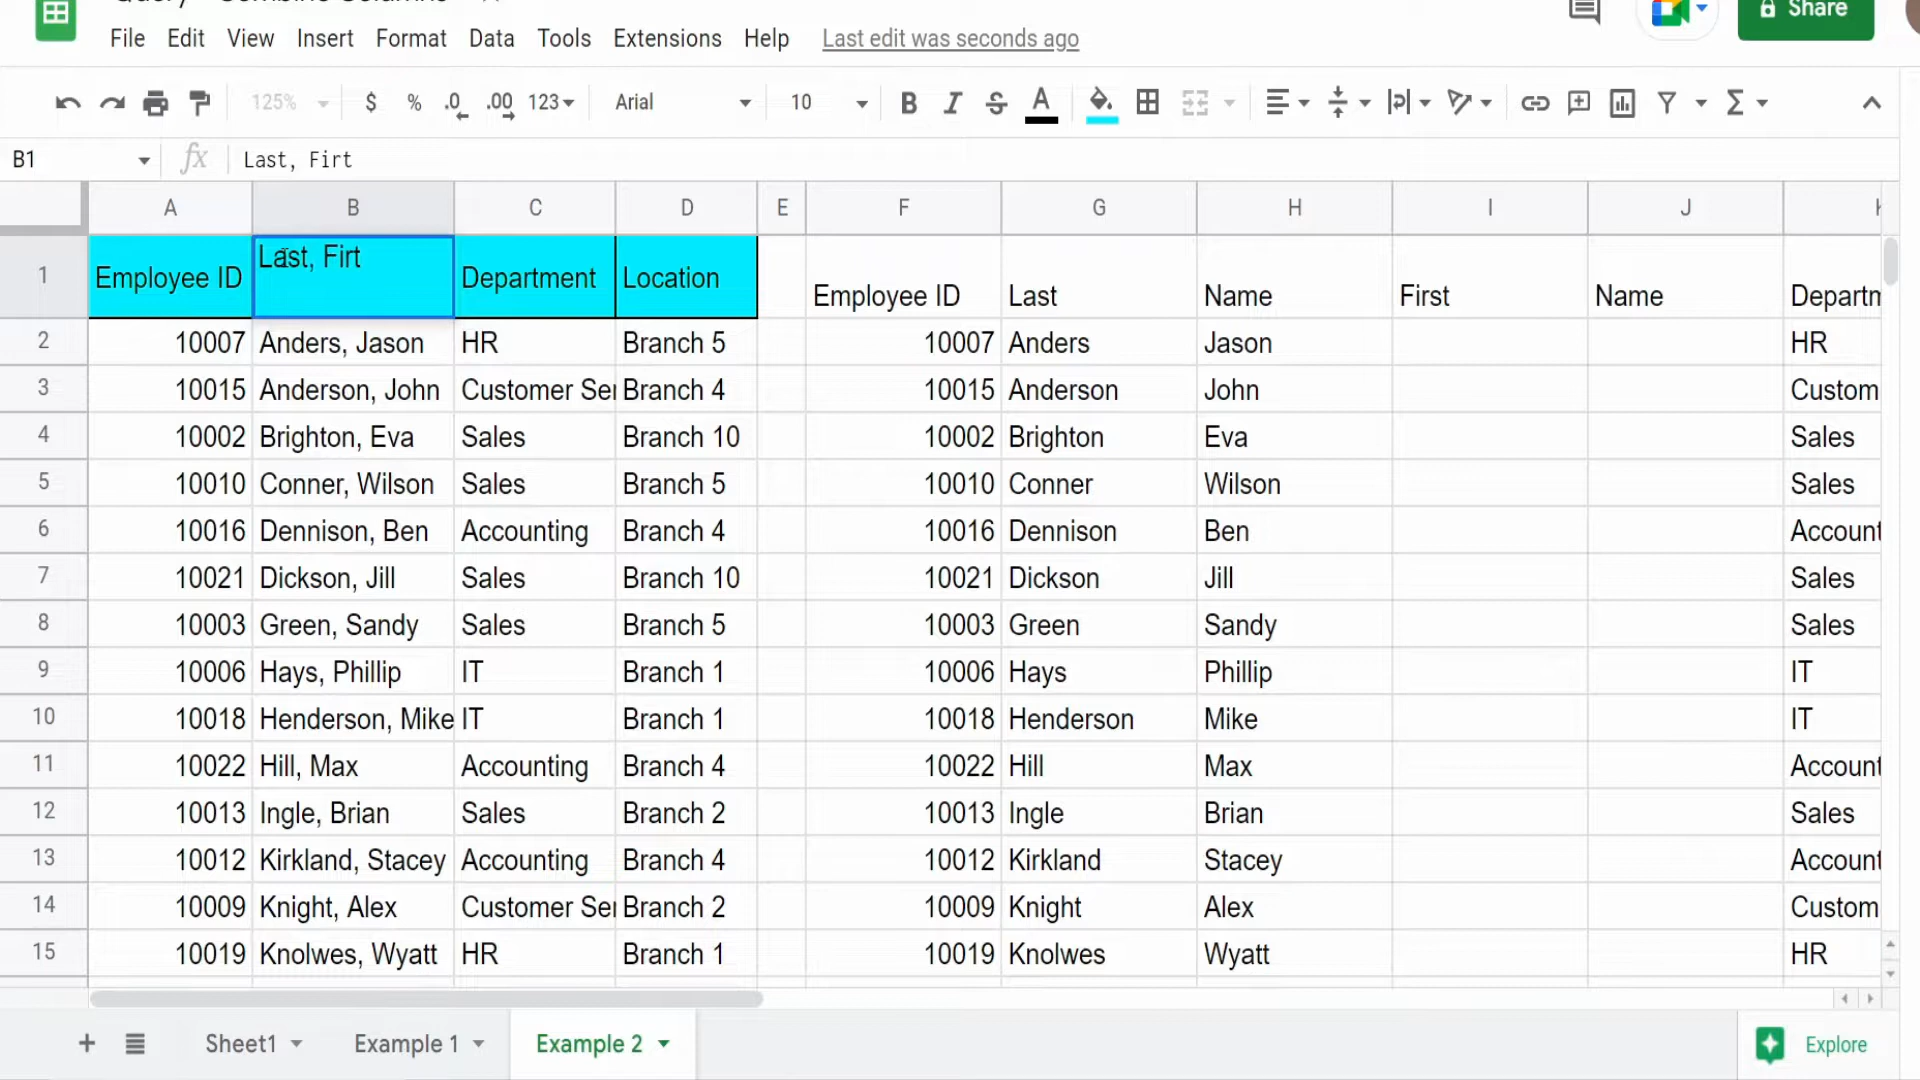 Share
File Edit View Insert Format Data Tools Extensions Help Last edit was seconds ago
125% $ % .0 .00 123 Arial 10 B I S A
B1 fx Last, Firt
A B C D E F G H I J
1 Employee ID Last, Firt Department Location Employee ID Last Name First Name Departm
2 10007 Anders, Jason HR Branch 5 10007 Anders Jason HR
3 10015 Anderson, John Customer Ser Branch 4 10015 Anderson John Custom
4 10002 Brighton, Eva Sales Branch 10 10002 Brighton Eva Sales
5 10010 Conner, Wilson Sales Branch 5 10010 Conner Wilson Sales
6 10016 Dennison, Ben Accounting Branch 4 10016 Dennison Ben Account
7 10021 Dickson, Jill Sales Branch 10 10021 Dickson Jill Sales
8 10003 Green, Sandy Sales Branch 5 10003 Green Sandy Sales
9 10006 Hays, Phillip IT Branch 1 10006 Hays Phillip IT
10 10018 Henderson, Mike IT Branch 1 10018 Henderson Mike IT
11 10022 Hill, Max Accounting Branch 4 10022 Hill Max Account
12 10013 Ingle, Brian Sales Branch 2 10013 Ingle Brian Sales
13 10012 Kirkland, Stacey Accounting Branch 4 10012 Kirkland Stacey Account
14 10009 Knight, Alex Customer Ser Branch 2 10009 Knight Alex Custom
15 10019 Knolwes, Wyatt HR Branch 1 10019 Knolwes Wyatt HR
Sheet1 Example 1 Example 2 Explore